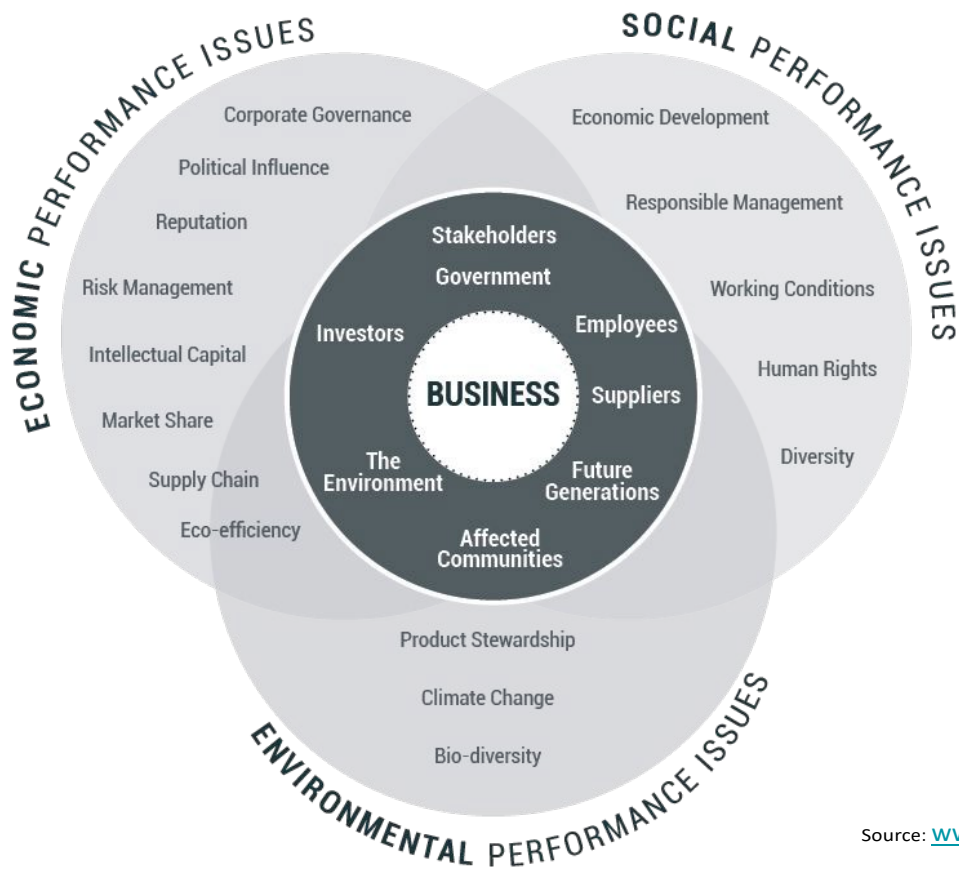 ECONOMIC PERFORMANCE ISSUES
Corporate Governance
Political Influence
Reputation
Risk Management
Intellectual Capital
Market Share
Supply Chain
Eco-efficiency
SOCIAL PERFORMANCE ISSUES
Economic Development
Responsible Management
Working Conditions
Human Rights
Diversity
Stakeholders
Government
Investors
Employees
BUSINESS
Suppliers
The
Environment
Future
Generations
Affected
Communities
Product Stewardship
Climate Change
Bio-diversity
ENVIRONMENTAL PERFORMANCE ISSUES
Source: